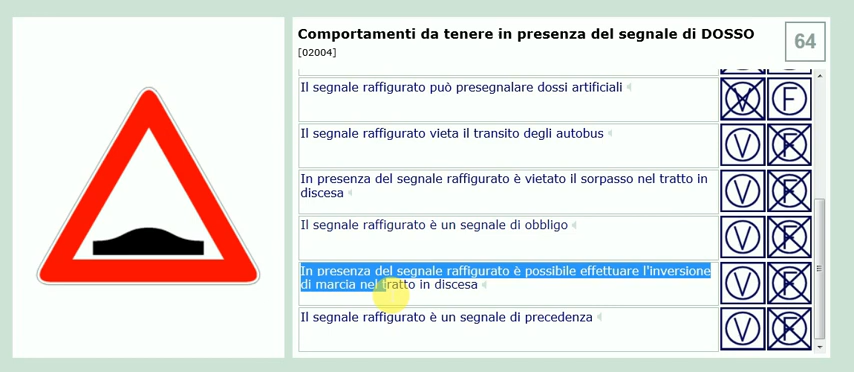 Comportamenti da tenere in presenza del segnale di DOSSO
[02004]
64
Il segnale raffigurato può presegnalare dossi artificiali
V F
Il segnale raffigurato vieta il transito degli autobus
V F
In presenza del segnale raffigurato è vietato il sorpasso nel tratto in
discesa
V F
Il segnale raffigurato è un segnale di obbligo
V F
In presenza del segnale raffigurato è possibile effettuare l'inversione
di marcia nel tratto in discesa
V F
Il segnale raffigurato è un segnale di precedenza
V F